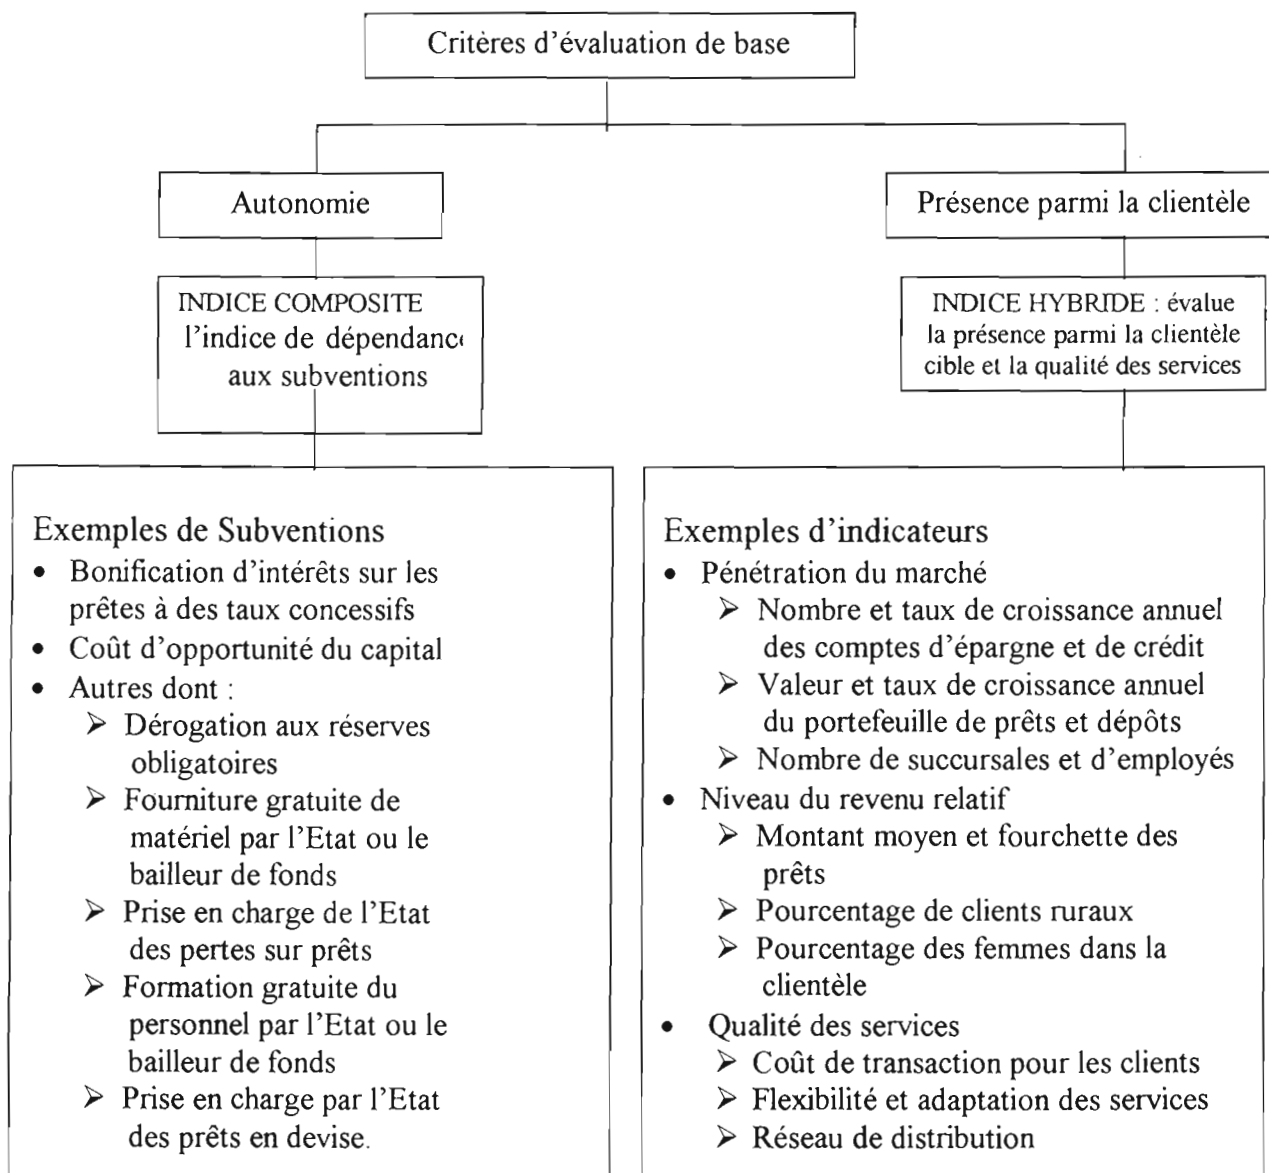 Critères d'évaluation de base
Autonomie
Présence parmi la clientèle
INDICE COMPOSITE
l'indice de dépendance
aux subventions
INDICE HYBRIDE : évalue
la présence parmi la clientèle
cible et la qualité des services
Exemples de Subventions
• Bonification d'intérêts sur les
prêtes à des taux concessifs
• Coût d'opportunité du capital
• Autres dont :
➢ Dérogation aux réserves
obligatoires
➢ Fourniture gratuite de
matériel par l'Etat ou le
bailleur de fonds
➢ Prise en charge de l'Etat
des pertes sur prêts
➢ Formation gratuite du
personnel par l'Etat ou le
bailleur de fonds
➢ Prise en charge par l'Etat
des prêts en devise.
Exemples d'indicateurs
• Pénétration du marché
➢ Nombre et taux de croissance annuel
des comptes d'épargne et de crédit
➢ Valeur et taux de croissance annuel
du portefeuille de prêts et dépôts
➢ Nombre de succursales et d'employés
• Niveau du revenu relatif
➢ Montant moyen et fourchette des
prêts
➢ Pourcentage de clients ruraux
➢ Pourcentage des femmes dans la
clientèle
• Qualité des services
➢ Coût de transaction pour les clients
➢ Flexibilité et adaptation des services
➢ Réseau de distribution